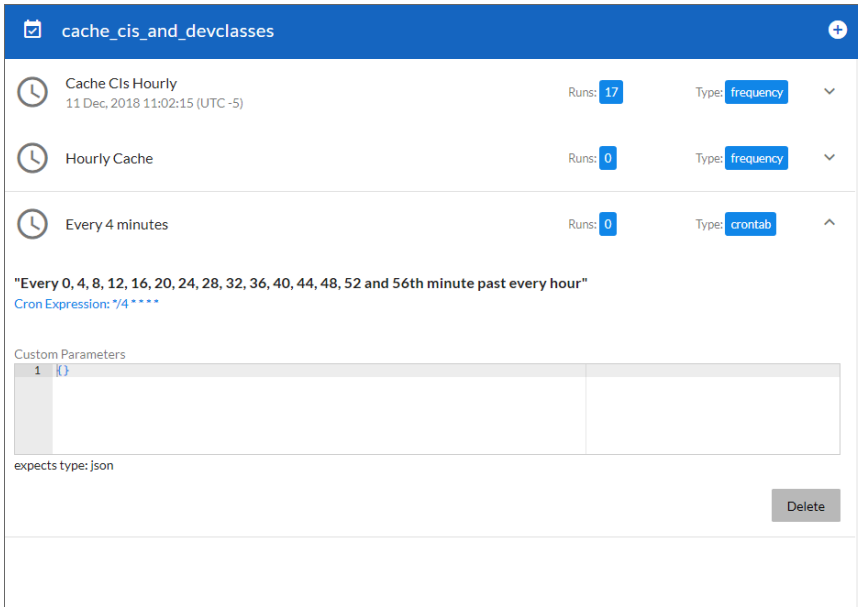 cache_cis_and_devclasses
Cache CIs Hourly Runs: 17 Type: frequency
11 Dec, 2018 11:02:15 (UTC -5)
Hourly Cache Runs: 0 Type: frequency
Every 4 minutes Runs: 0 Type: crontab
"Every 0, 4, 8, 12, 16, 20, 24, 28, 32, 36, 40, 44, 48, 52 and 56th minute past every hour"
Cron Expression: */4 * * * *
Custom Parameters
1 {}
expects type: json
Delete